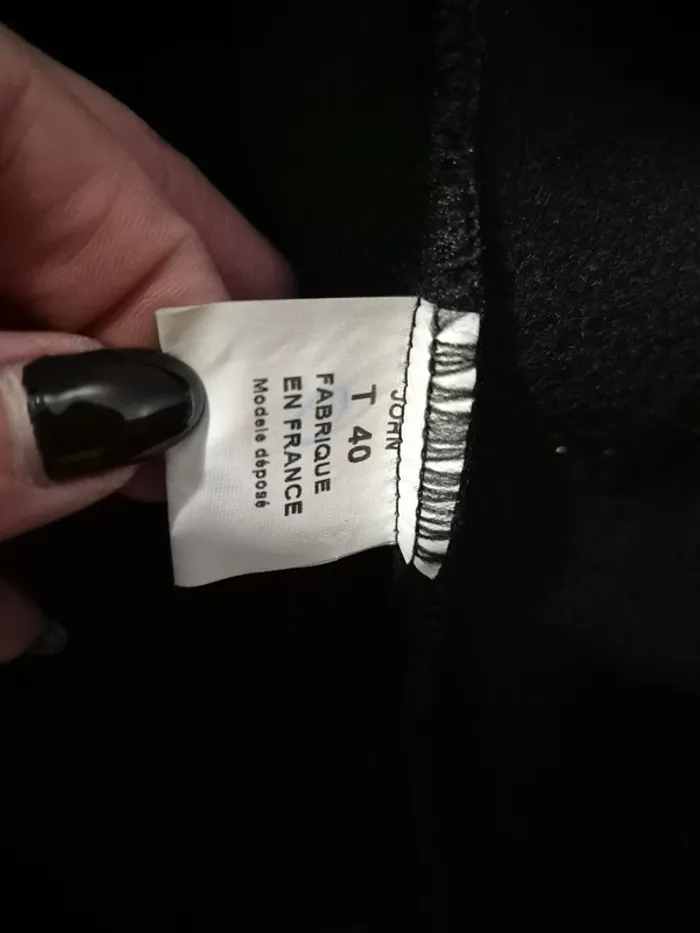 JOHN
T 40
FABRIQUE
EN FRANCE
Modele déposé